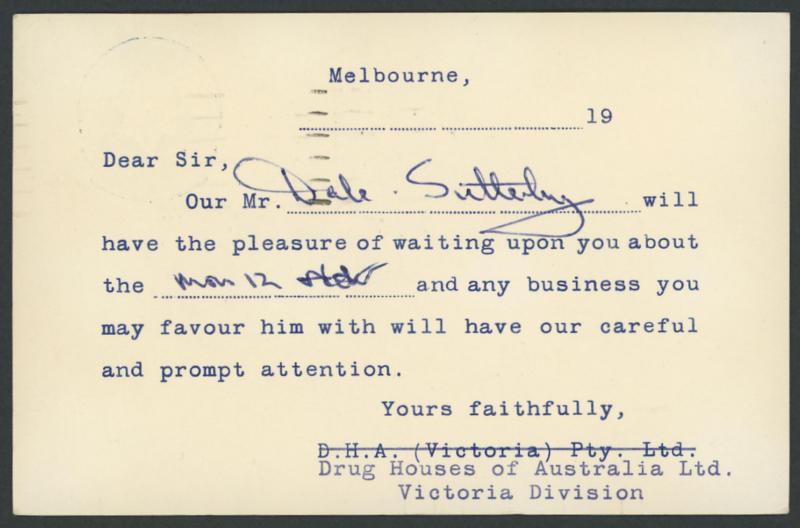 Melbourne,
19
Dear Sir,
Our Mr. Dale Sitterley will
have the pleasure of waiting upon you about
the Mon 12 and any business you
may favour him with will have our careful
and prompt attention.
Yours faithfully,
D.H.A. (Victoria) Pty. Ltd.
Drug Houses of Australia Ltd.
Victoria Division